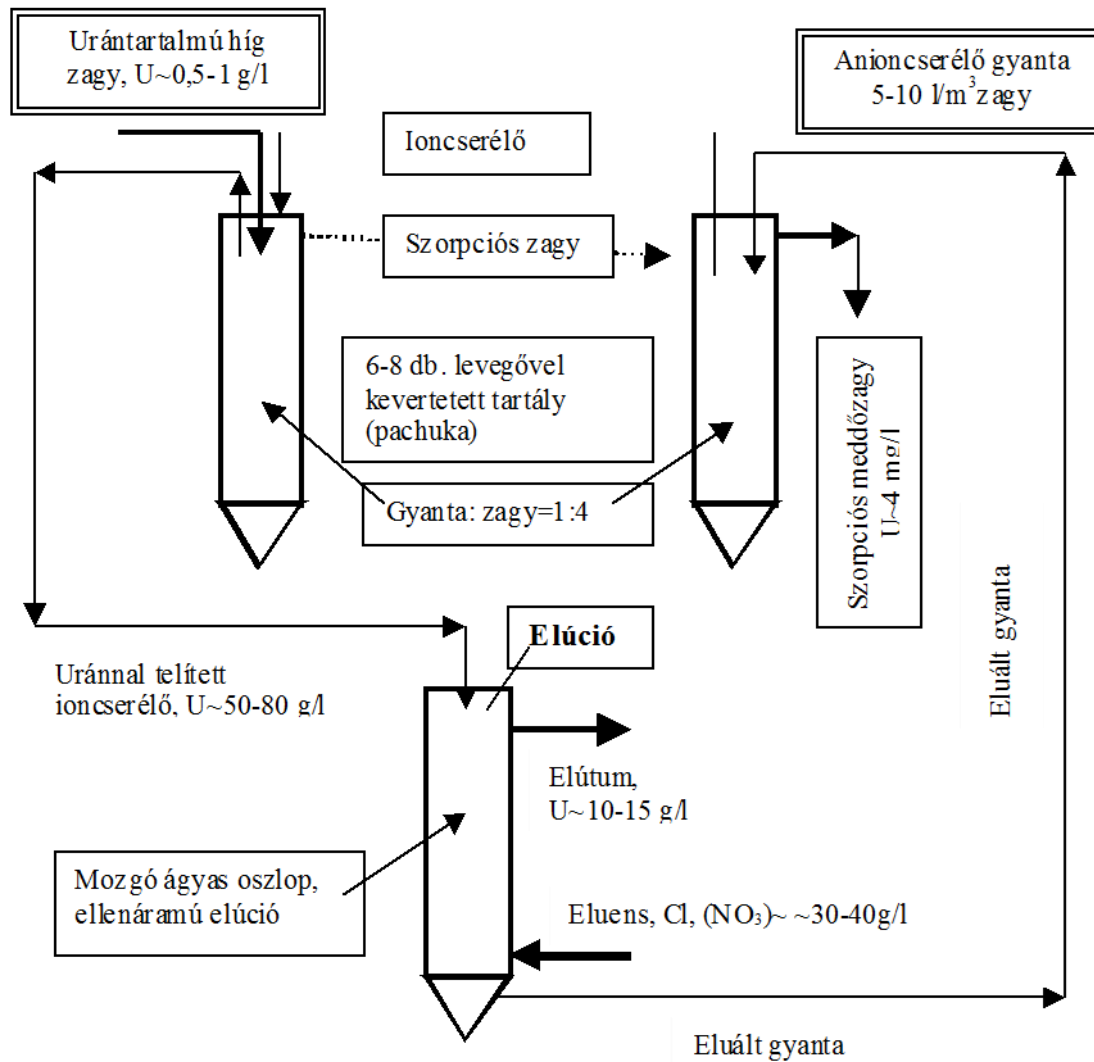 Urántartalmú híg
zagy, U~0,5-1 g/l
Anioncserélő gyanta
5-10 l/m³zagy
Ioncserélő
Szorpciós zagy
6-8 db. levegővel
kevertetett tartály
(pachuka)
Gyanta: zagy=1:4
Szorpciós meddőzagy
U~4 mg/l
Eluált gyanta
Elúció
Uránnal telített
ioncserélő, U~50-80 g/l
Elútum,
U~10-15 g/l
Mozgó ágyas oszlop,
ellenáramú elúció
Eluens, Cl, (NO₃)~ ~30-40g/l
Eluált gyanta